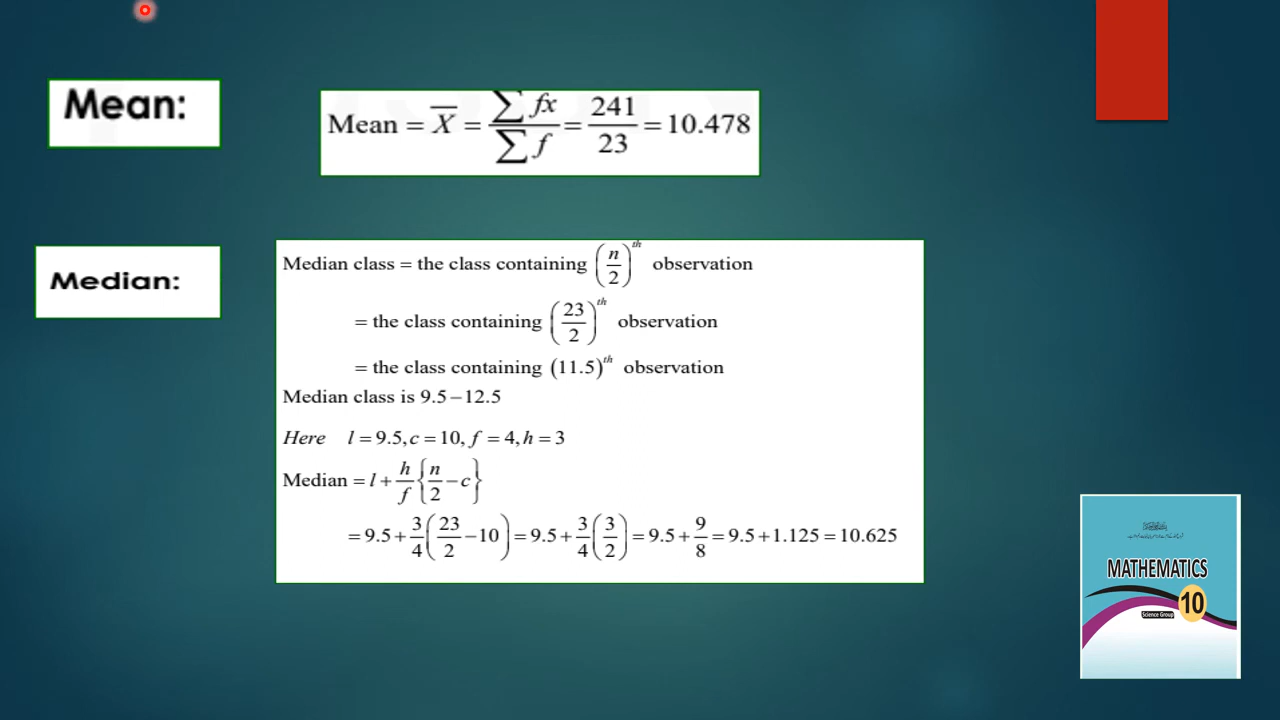 Mean:
Mean = X̄ = ∑fx / ∑f = 241/23 = 10.478
Median:
Median class = the class containing (n/2)^th observation
= the class containing (23/2)^th observation
= the class containing (11.5)^th observation
Median class is 9.5 – 12.5
Here l = 9.5, c = 10, f = 4, h = 3
Median = l + h/f {n/2 – c}
= 9.5 + 3/4 (23/2 – 10) = 9.5 + 3/4 (3/2) = 9.5 + 9/8 = 9.5 + 1.125 = 10.625
MATHEMATICS
10
Science Group